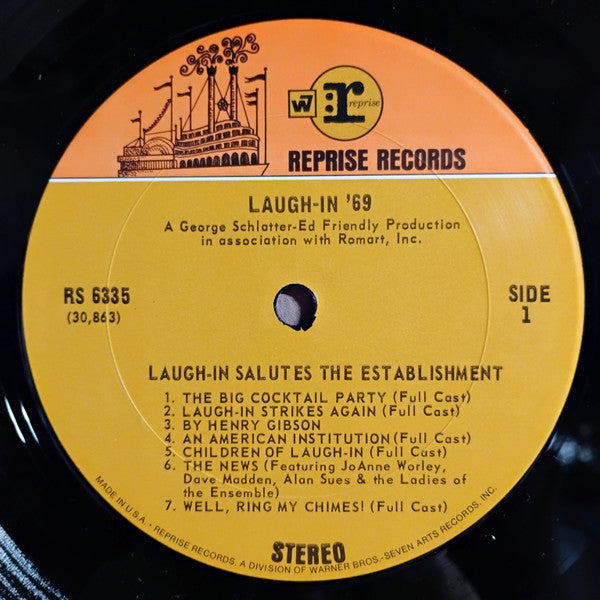 W7 r reprise
REPRISE RECORDS
LAUGH-IN '69
A George Schlatter-Ed Friendly Production
in association with Romart, Inc.
RS 6335
(30,863)
SIDE
1
LAUGH-IN SALUTES THE ESTABLISHMENT
1. THE BIG COCKTAIL PARTY (Full Cast)
2. LAUGH-IN STRIKES AGAIN (Full Cast)
3. BY HENRY GIBSON
4. AN AMERICAN INSTITUTION (Full Cast)
5. CHILDREN OF LAUGH-IN (Full Cast)
6. THE NEWS (Featuring JoAnne Worley,
Dave Madden, Alan Sues & the Ladies of
the Ensemble)
7. WELL, RING MY CHIMES! (Full Cast)
STEREO
MADE IN U.S.A. • REPRISE RECORDS, A DIVISION OF WARNER BROS.-SEVEN ARTS RECORDS, INC.